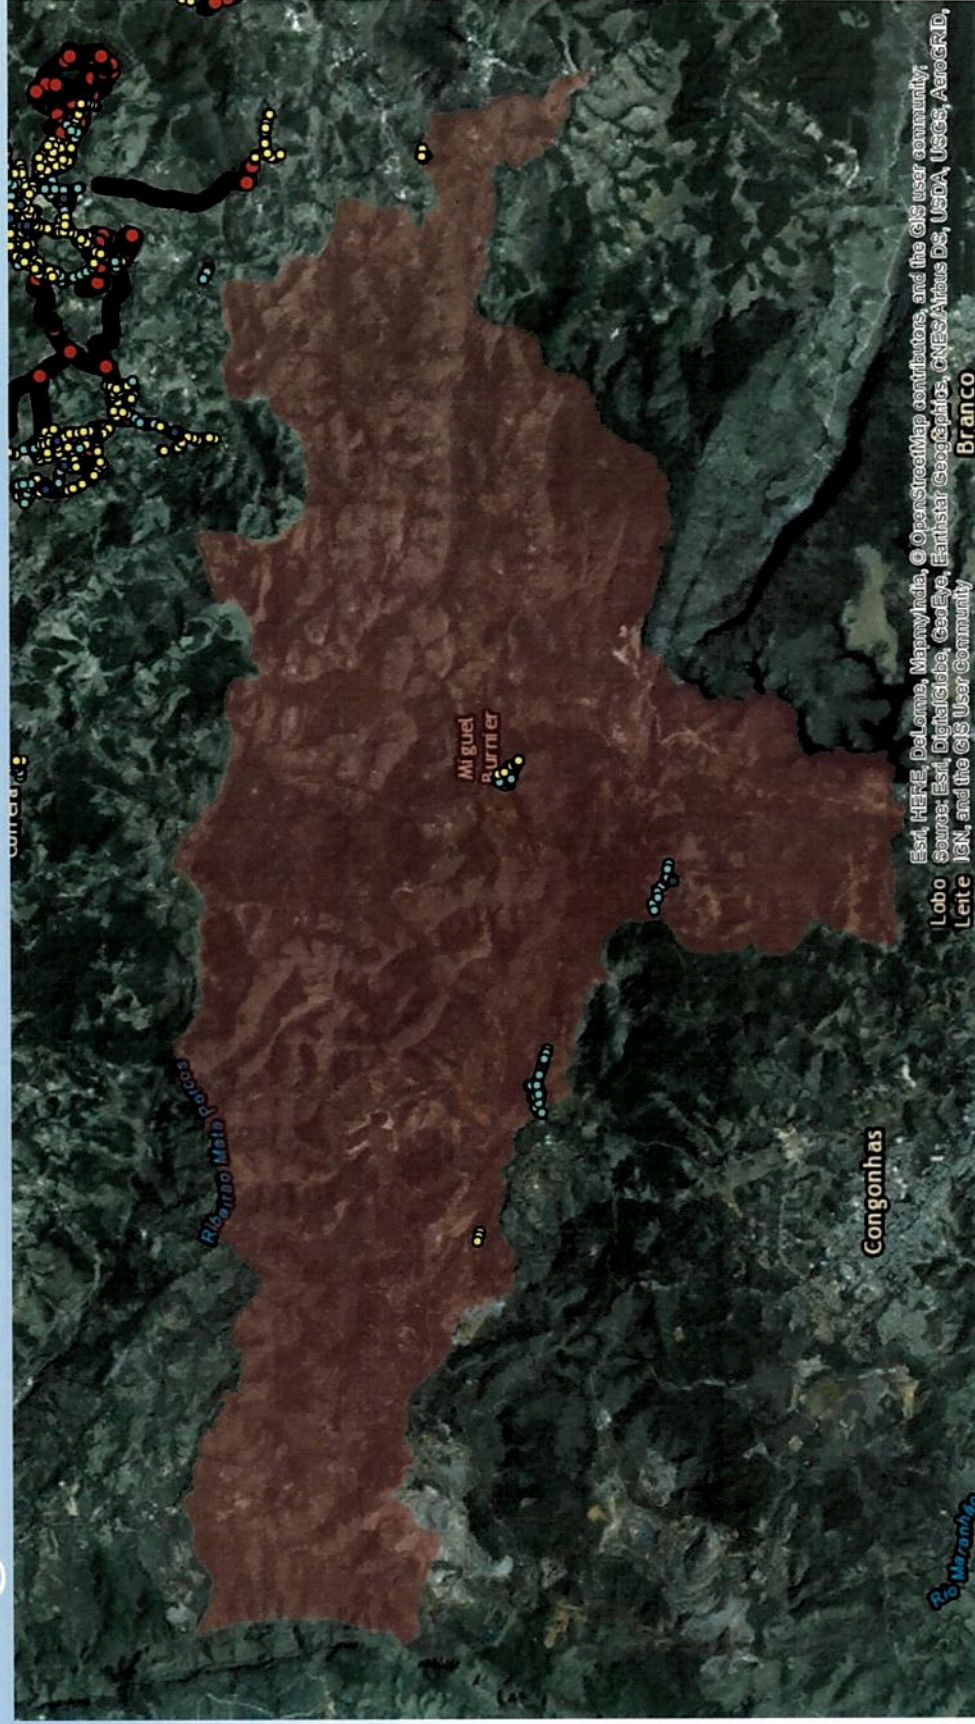 Ribeirão Mata Porcos
Miguel
Burnier
Congonhas
Lobo
Leite
Branco
Rio Maranhão
Esri, HERE, DeLorme, MapmyIndia, © OpenStreetMap contributors, and the GIS user community;
Source: Esri, DigitalGlobe, GeoEye, Earthstar Geographics, CNES/Airbus DS, USDA, USGS, AeroGRID,
IGN, and the GIS User Community